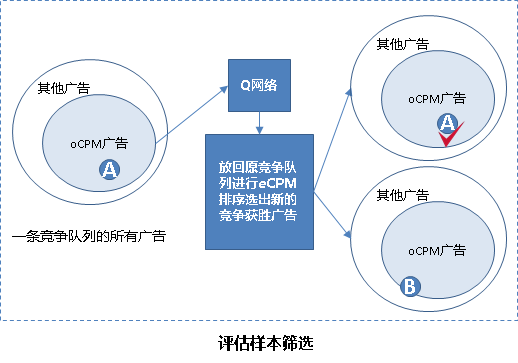 其他广告
oCPM广告
A
一条竞争队列的所有广告
Q网络
放回原竞争队
列进行eCPM
排序选出新的
竞争获胜广告
其他广告
oCPM广告
A
其他广告
oCPM广告
B
评估样本筛选